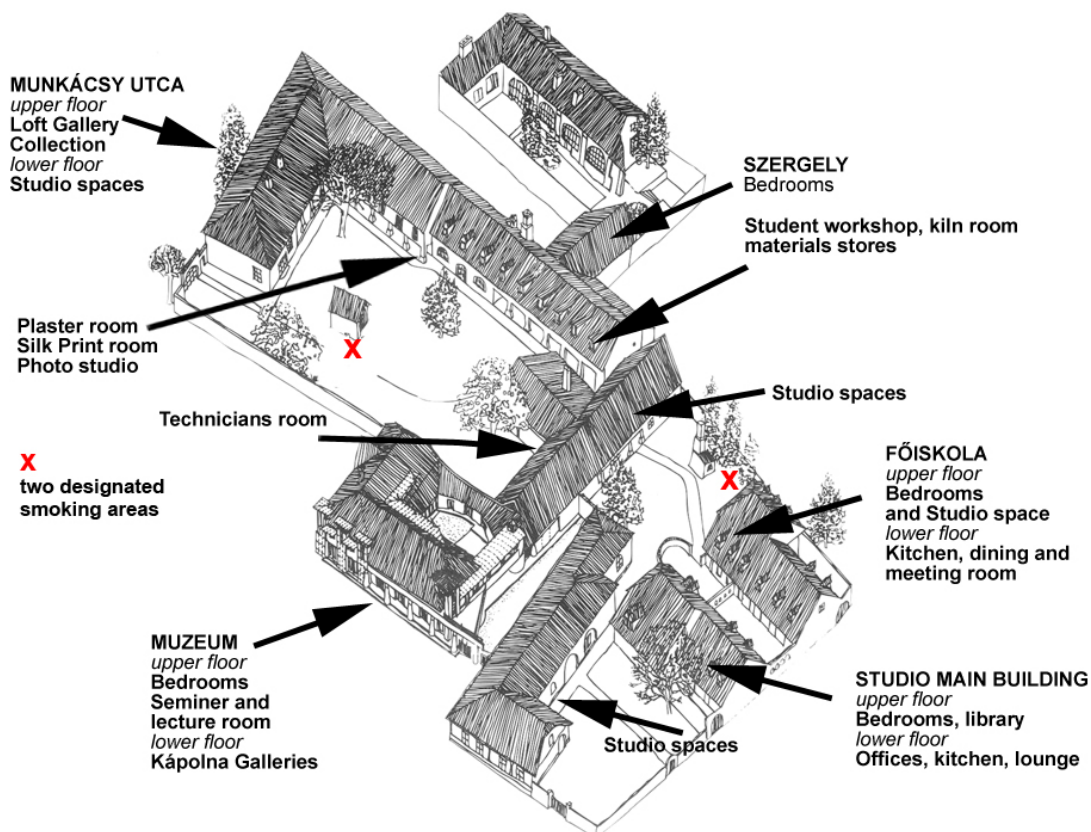 MUNKÁCSY UTCA
upper floor
Loft Gallery
Collection
lower floor
Studio spaces
SZERGELY
Bedrooms
Student workshop, kiln room
materials stores
Plaster room
Silk Print room
Photo studio
X
Technicians room
Studio spaces
X
two designated
smoking areas
X
FŐISKOLA
upper floor
Bedrooms
and Studio space
lower floor
Kitchen, dining and
meeting room
MUZEUM
upper floor
Bedrooms
Seminer and
lecture room
lower floor
Kápolna Galleries
Studio spaces
STUDIO MAIN BUILDING
upper floor
Bedrooms, library
lower floor
Offices, kitchen, lounge